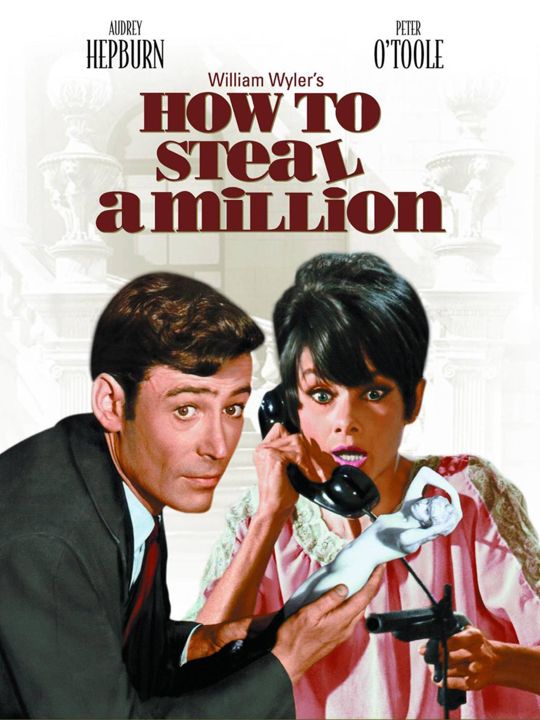 AUDREY
HEPBURN
PETER
O'TOOLE
William Wyler's
HOW TO
STEAL
A MILLION